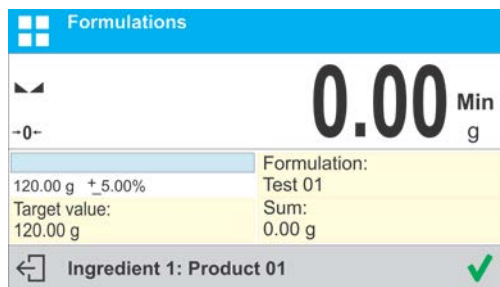 Formulations
0.00
Min
g
→0←
120.00 g ±5.00%
Target value:
120.00 g
Formulation:
Test 01
Sum:
0.00 g
Ingredient 1: Product 01